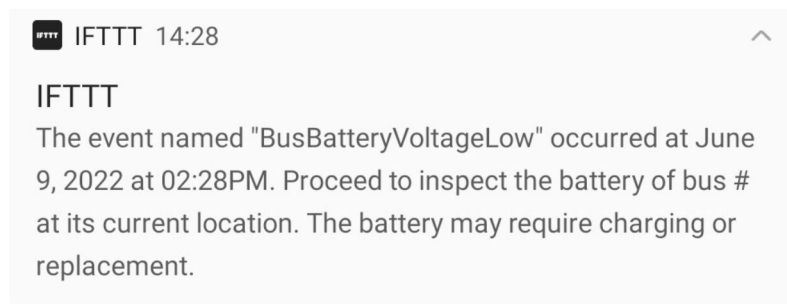 IFTTT IFTTT 14:28
IFTTT
The event named "BusBatteryVoltageLow" occurred at June
9, 2022 at 02:28PM. Proceed to inspect the battery of bus #
at its current location. The battery may require charging or
replacement.